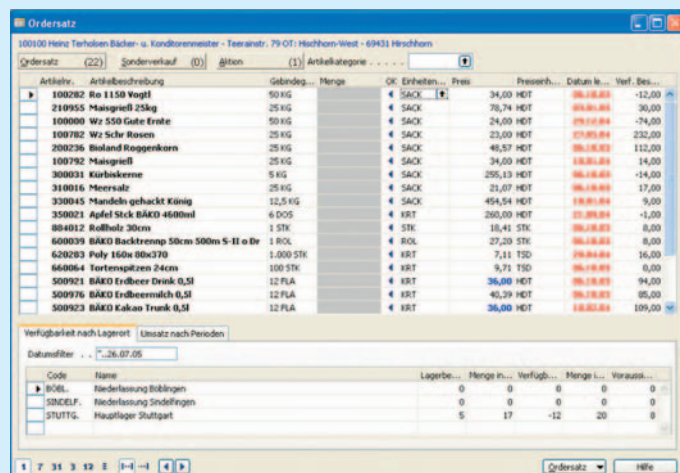 Ordersatz
100100 Heinz Terholsen Bäcker- u. Konditorenmeister - Teerainstr. 79 OT: Hochhorn-West - 69431 Hirschhorn
Ordersatz (22) Sonderverkauf (0) Aktion (1) Artikelkategorie . . . . .
Artikelnr. Artikelbeschreibung Gebindeg... Menge OK Einheiten... Preis Preiseinh... Datum le... Verf. Bes...
100282 Ro 1150 Vogtl 50 KG SACK 34,00 HDT -12,00
210955 Maisgrieß 25kg 25 KG SACK 78,74 HDT 30,00
100000 Wz 550 Gute Ernte 50 KG SACK 24,00 HDT -74,00
100782 Wz Schr Rosen 25 KG SACK 23,00 HDT 232,00
200236 Bioland Roggenkorn 25 KG SACK 48,57 HDT 112,00
100792 Maisgrieß 25 KG SACK 34,00 HDT 14,00
300031 Kürbiskerne 5 KG SACK 255,13 HDT -14,00
310016 Meersalz 25 KG SACK 21,07 HDT 17,00
330045 Mandeln gehackt König 12,5 KG SACK 454,54 HDT 9,00
350021 Apfel Stck BÄKO 4600ml 6 DOS KRT 260,00 HDT -1,00
884012 Rollholz 30cm 1 STK STK 18,41 STK 8,00
600039 BÄKO Backtrennp 50cm 500m S-II o Dr 1 ROL ROL 27,20 STK 8,00
620283 Poly 160x 80x370 1.000 STK KRT 7,11 TSD 16,00
660064 Tortenspitzen 24cm 100 STK KRT 9,71 TSD 0,00
500921 BÄKO Erdbeer Drink 0,5l 12 FLA KRT 36,00 HDT 94,00
500976 BÄKO Erdbeermilch 0,5l 12 FLA KRT 40,39 HDT 85,00
500923 BÄKO Kakao Trunk 0,5l 12 FLA KRT 36,00 HDT 109,00
Verfügbarkeit nach Lagerort Umsatz nach Perioden
Datumsfilter . . "..26.07.05
Code Name Lagerbe... Menge in... Verfügb... Menge i... Voraussi...
BÖBL. Niederlassung Böblingen 0 0 0 0 0
SINDELF. Niederlassung Sindelfingen 0 0 0 0 0
STUTTG. Hauptlager Stuttgart 5 17 -12 20 8
1 7 31 3 12 Ordersatz Hilfe